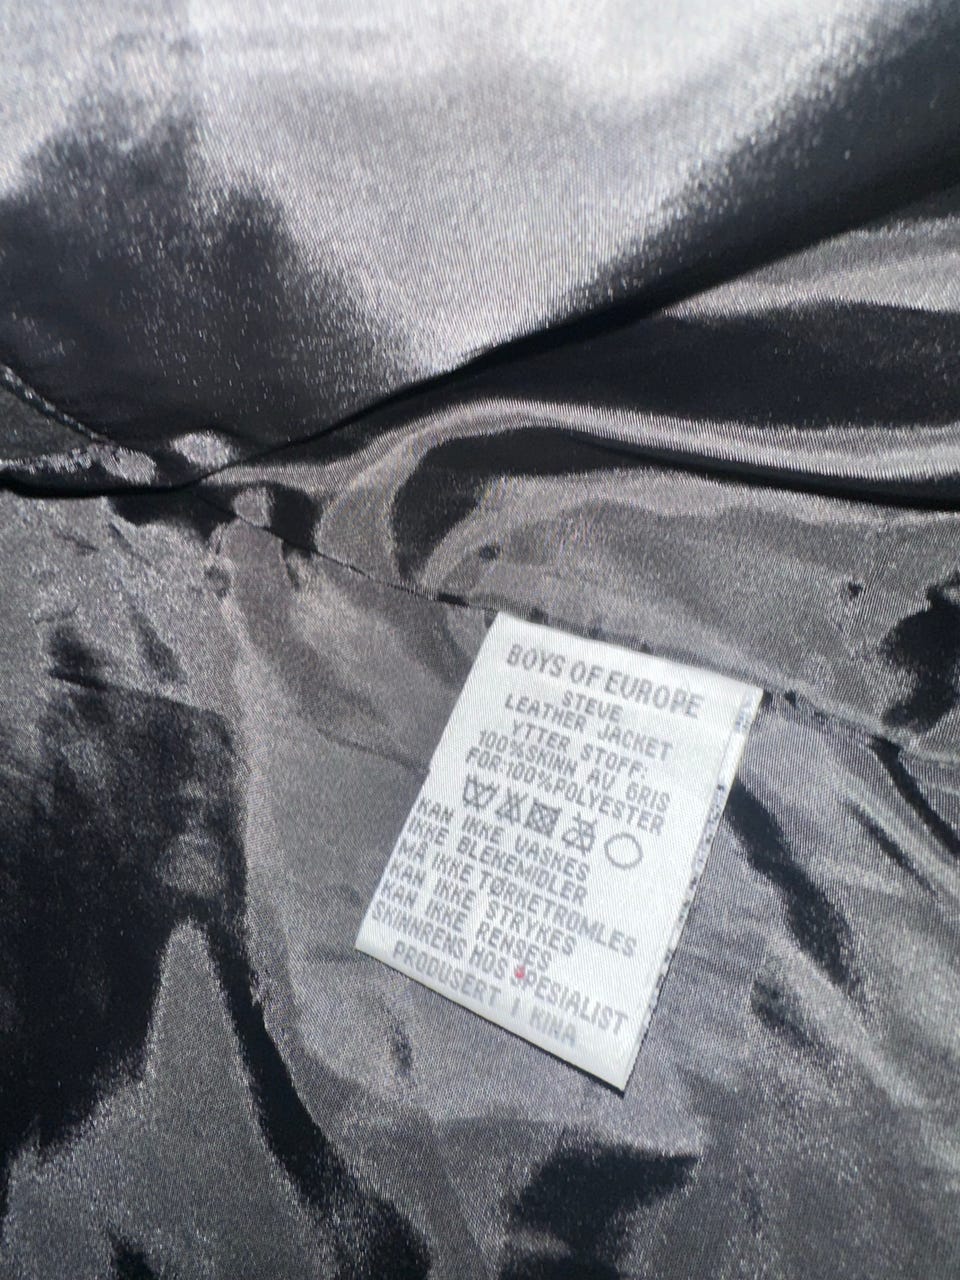 BOYS OF EUROPE
STEVE
LEATHER JACKET
YTTER STOFF:
100%SKINN AV GRIS
FOR:100%POLYESTER
KAN IKKE VASKES
IKKE BLEKEMIDLER
MÅ IKKE TØRKETROMLES
KAN IKKE STRYKES
KAN IKKE RENSES
SKINNRENS HOS SPESIALIST
PRODUSERT I KINA